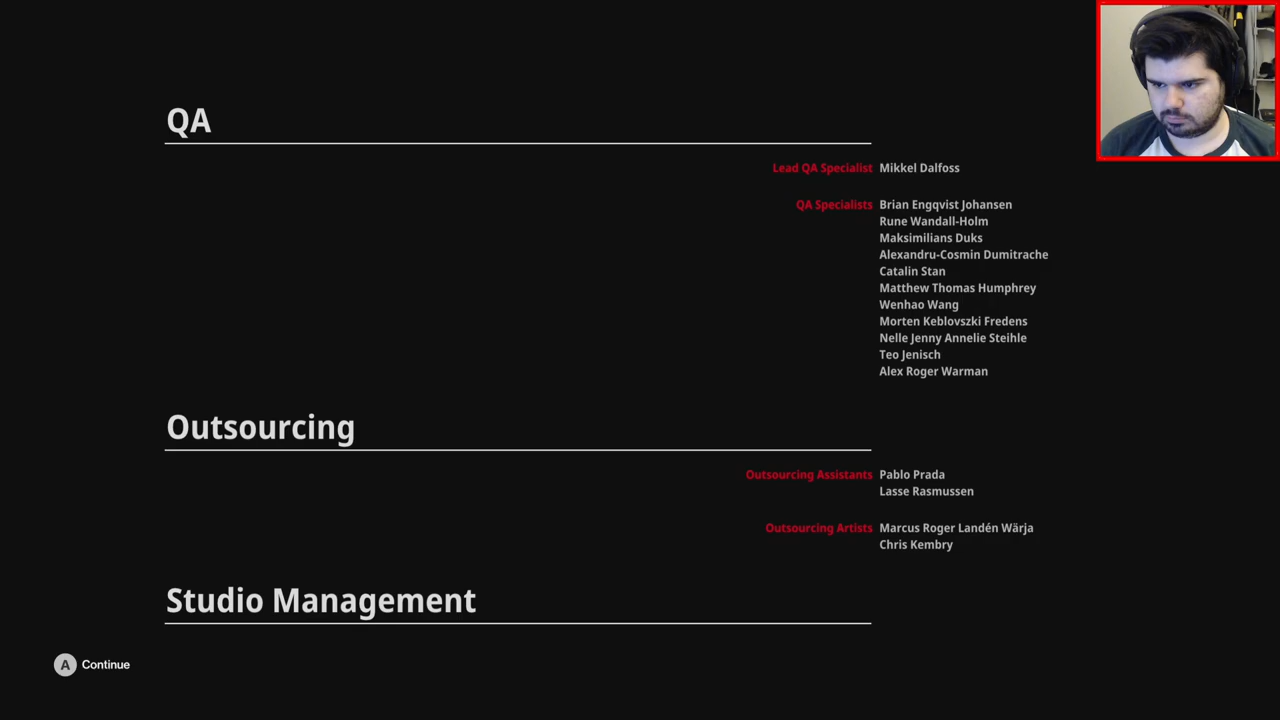 QA
Lead QA Specialist Mikkel Dalfoss
QA Specialists Brian Engqvist Johansen
Rune Wandall-Holm
Maksimilians Duks
Alexandru-Cosmin Dumitrache
Catalin Stan
Matthew Thomas Humphrey
Wenhao Wang
Morten Keblovszki Fredens
Nelle Jenny Annelie Steihle
Teo Jenisch
Alex Roger Warman
Outsourcing
Outsourcing Assistants Pablo Prada
Lasse Rasmussen
Outsourcing Artists Marcus Roger Landén Wärja
Chris Kembry
Studio Management
A Continue